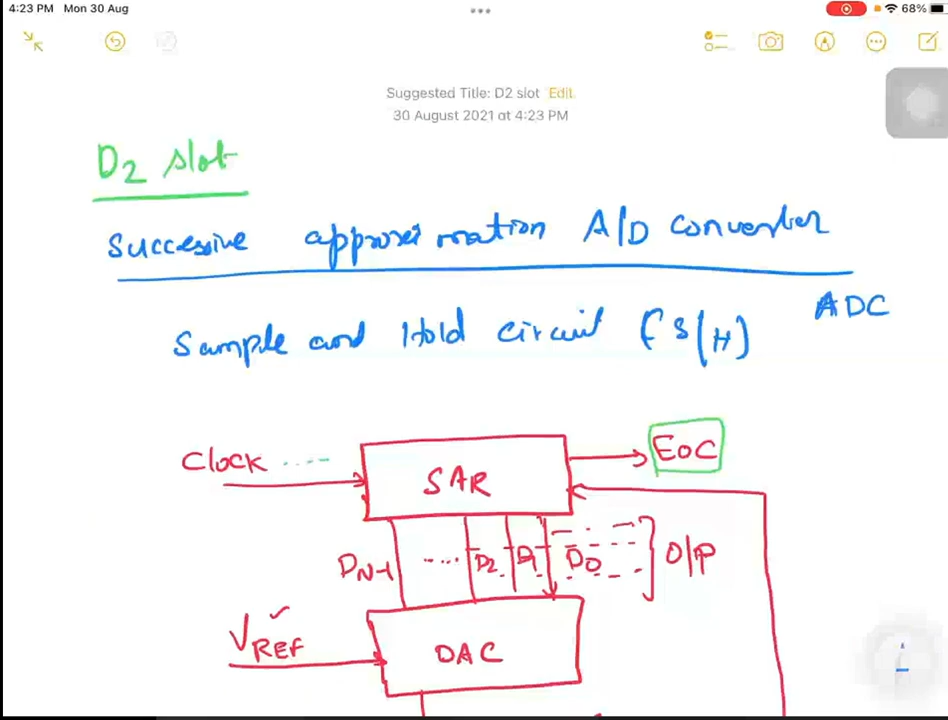 4:23 PM Mon 30 Aug
68%
Suggested Title: D2 slot Edit
30 August 2021 at 4:23 PM
D2 slot
Successive approximation A/D converter
ADC
Sample and Hold circuit (S/H)
Clock ....
SAR
EOC
DN-1 .... D2 D1 D0 O/P
VREF
DAC